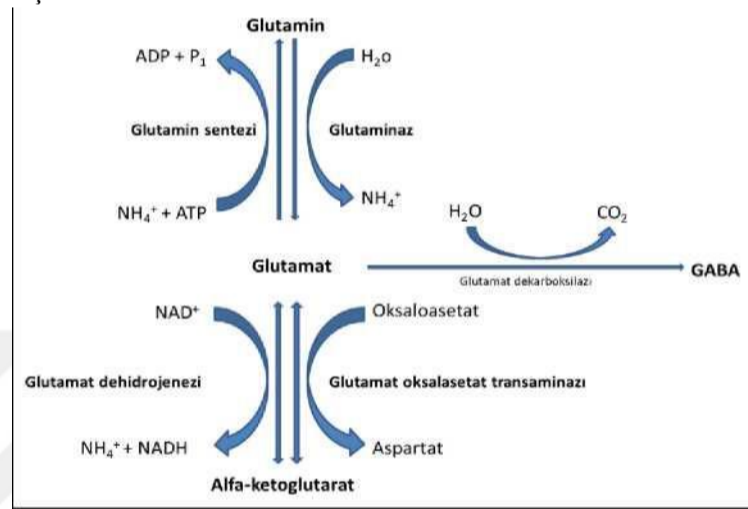 Glutamin
ADP + P₁
H₂o
Glutamin sentezi
Glutaminaz
NH₄⁺ + ATP
NH₄⁺
H₂O
CO₂
Glutamat
GABA
Glutamat dekarboksilazı
NAD⁺
Oksaloasetat
Glutamat dehidrojenezi
Glutamat oksalasetat transaminazı
NH₄⁺ + NADH
Aspartat
Alfa-ketoglutarat